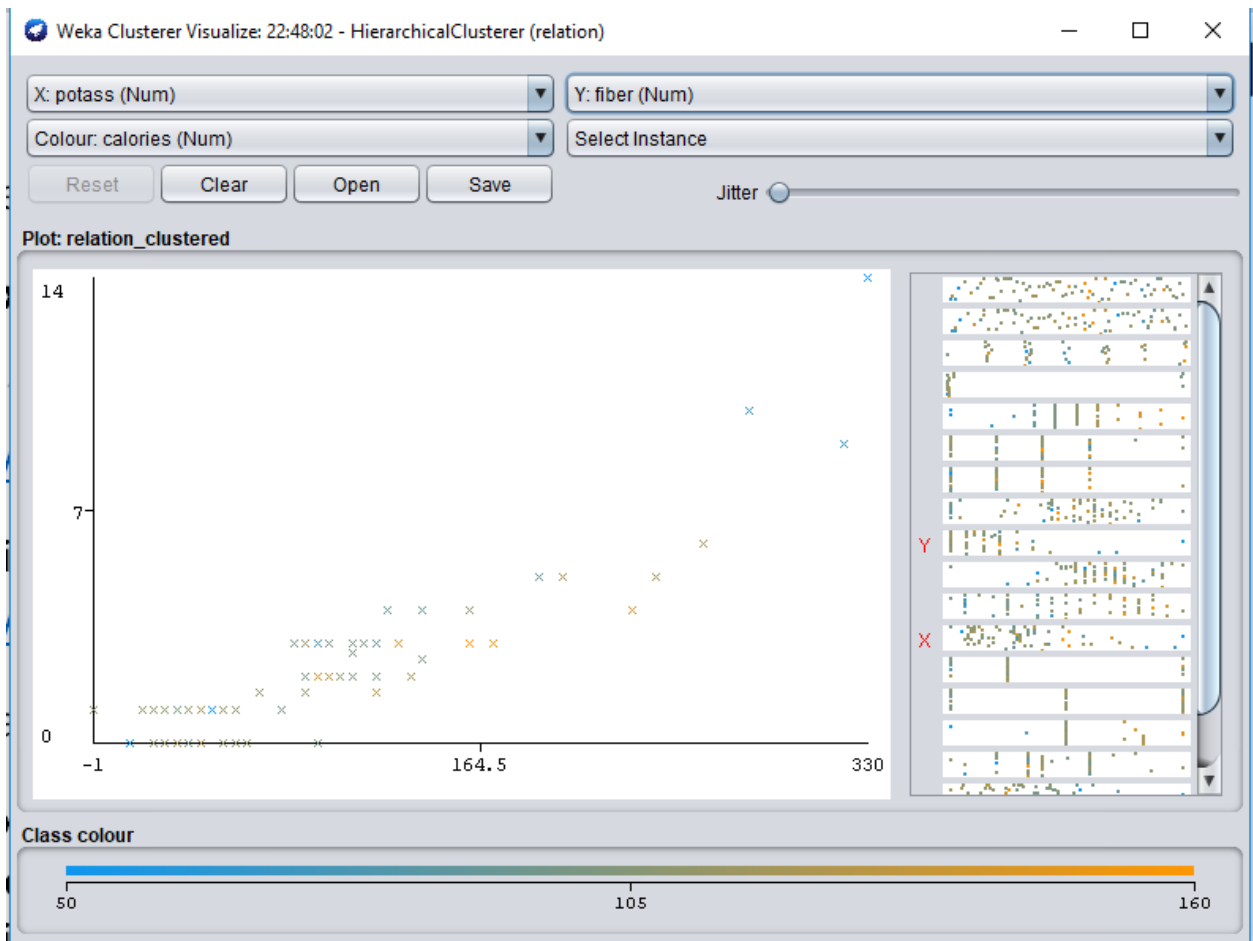 Weka Clusterer Visualize: 22:48:02 - HierarchicalClusterer (relation)
X: potass (Num)
Y: fiber (Num)
Colour: calories (Num)
Select Instance
Reset
Clear
Open
Save
Jitter
Plot: relation_clustered
14
7
0
-1
164.5
330
Y
X
Class colour
50
105
160